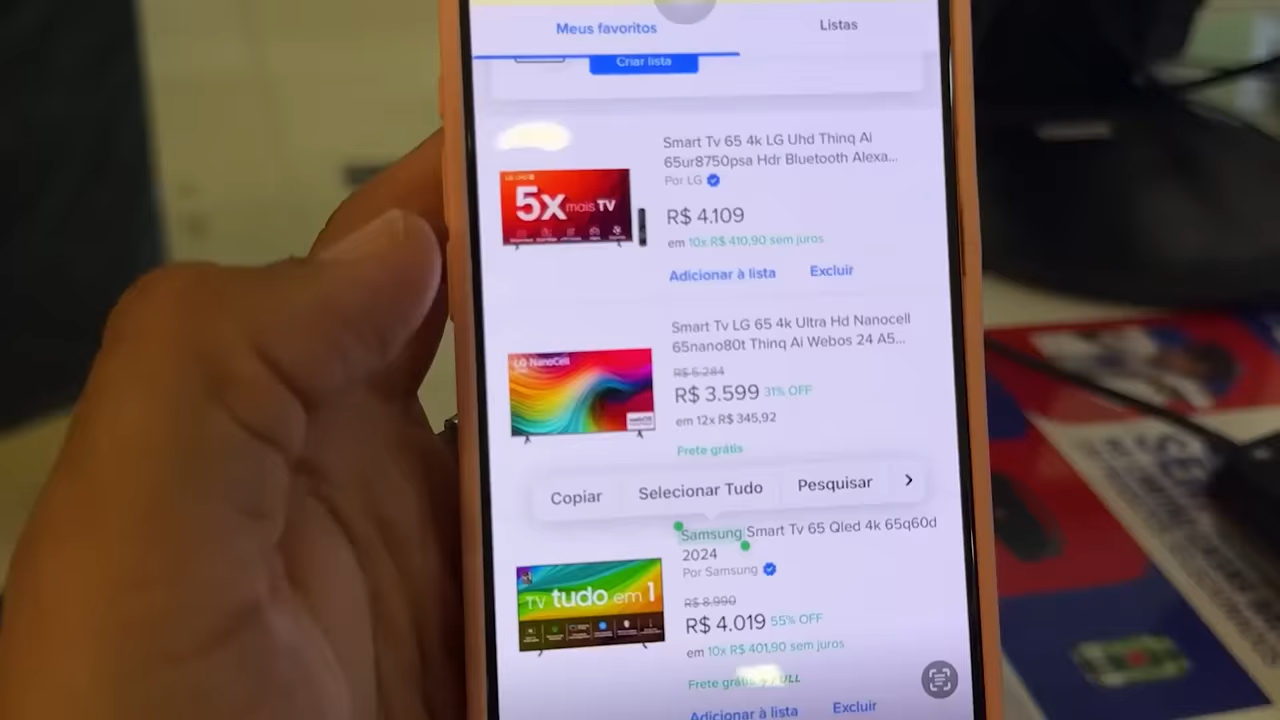 Meus favoritos
Listas
Criar lista
Smart Tv 65 4k LG Uhd Thinq Ai
65ur8750psa Hdr Bluetooth Alexa...
Por LG
5x mais TV
R$ 4.109
em 10x R$ 410,90 sem juros
Adicionar à lista
Excluir
Smart Tv LG 65 4k Ultra Hd Nanocell
65nano80t Thinq Ai Webos 24 A5...
LG NanoCell
R$ 5.284
R$ 3.599 31% OFF
em 12x R$ 345,92
Frete grátis
Copiar
Selecionar Tudo
Pesquisar
Samsung Smart Tv 65 Qled 4k 65q60d
2024
Por Samsung
TV tudo em 1
R$ 8.990
R$ 4.019 55% OFF
em 10x R$ 401,90 sem juros
Frete grátis
Adicionar à lista
Excluir